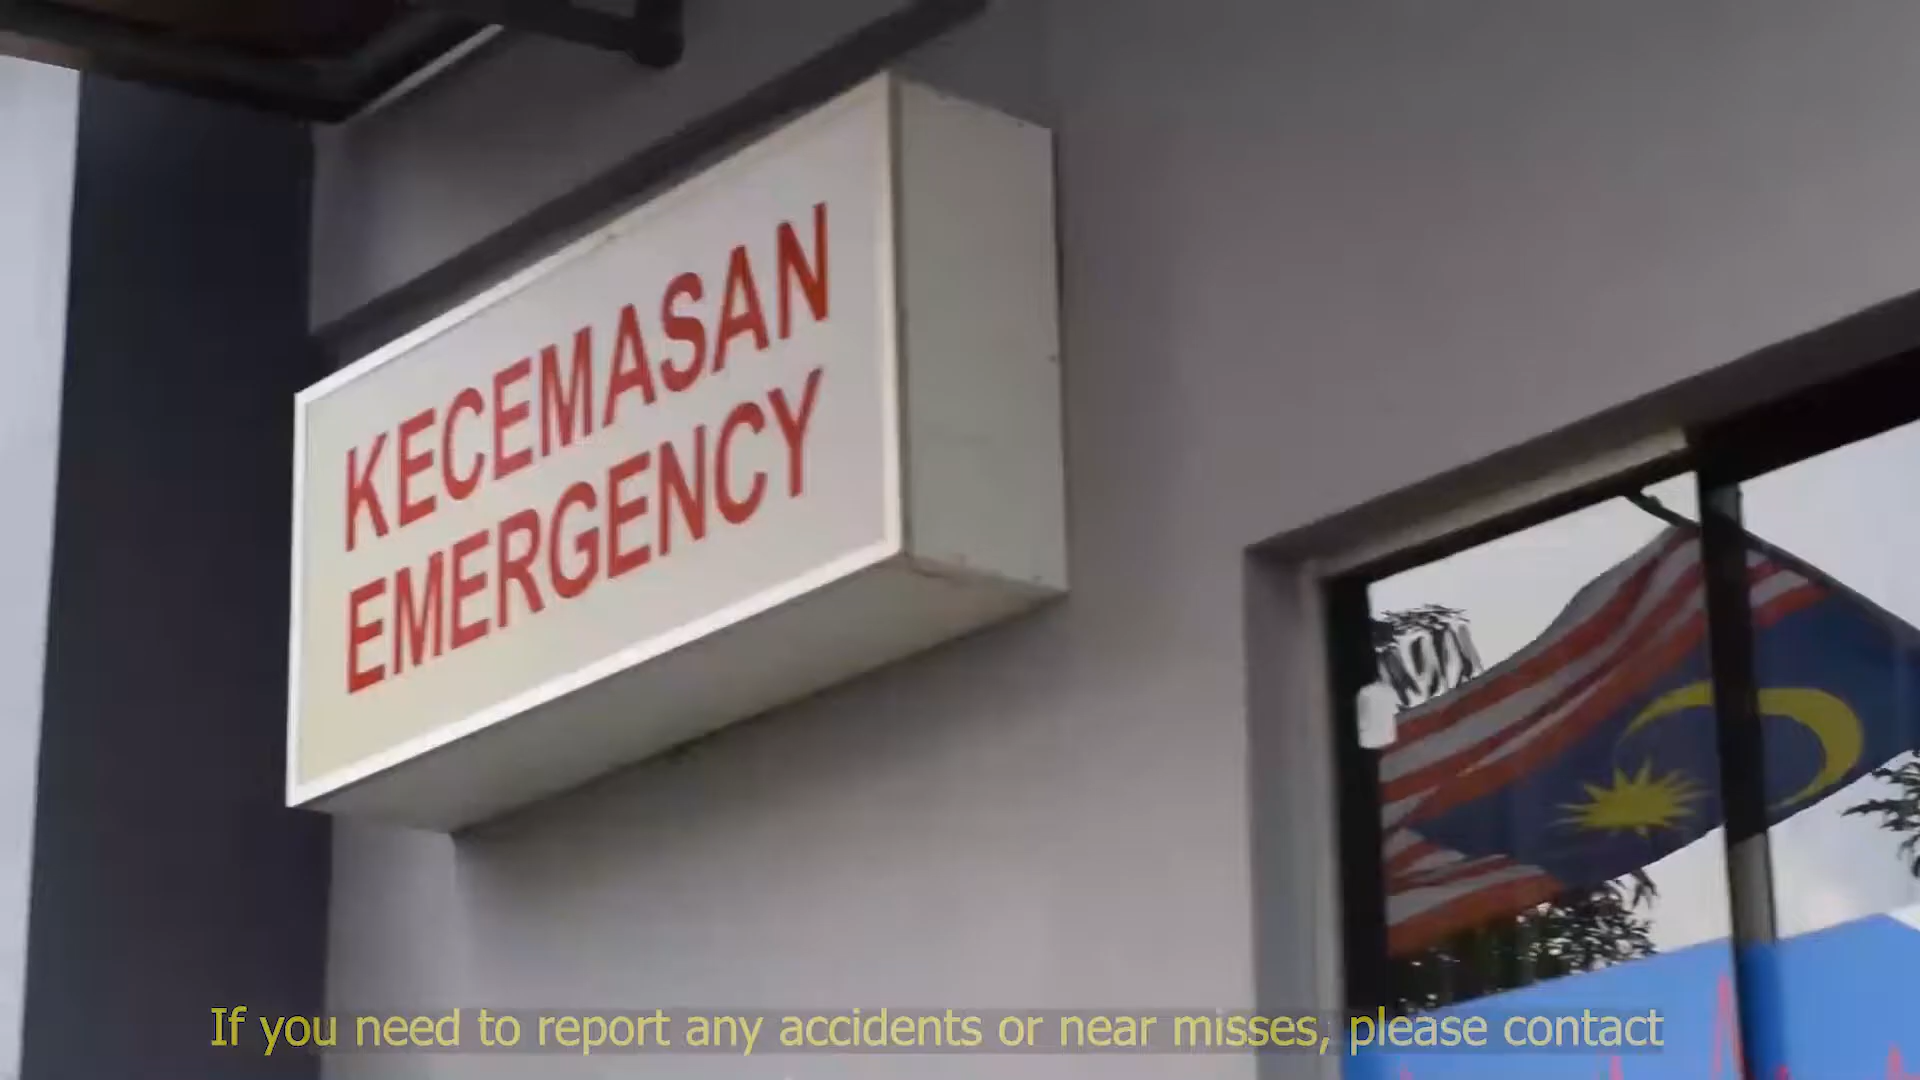 KECEMASAN
EMERGENCY
If you need to report any accidents or near misses, please contact